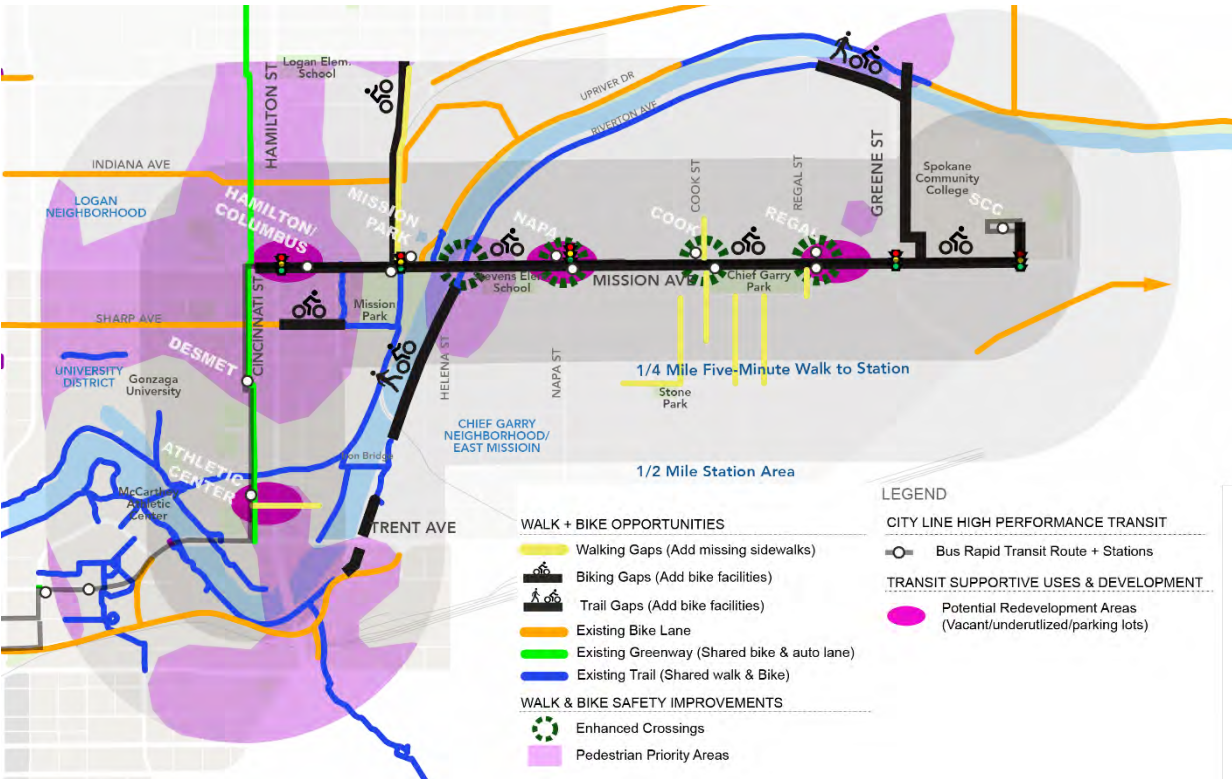 Logan Elem.
School
HAMILTON ST
UPRIVER DR
RIVERTON AVE
INDIANA AVE
LOGAN
NEIGHBORHOOD
HAMILTON/
COLUMBUS
MISSION
PARK
NAPA
COOK ST
COOK
REGAL ST
REGAL
GREENE ST
Spokane
Community
College
SCC
Stevens Elem.
School
MISSION AVE
Chief Garry
Park
CINCINNATI ST
Mission
Park
SHARP AVE
DESMET
UNIVERSITY
DISTRICT
Gonzaga
University
HELENA ST
NAPA ST
1/4 Mile Five-Minute Walk to Station
Stone
Park
CHIEF GARRY
NEIGHBORHOOD/
EAST MISSIOIN
ATHLETIC
CENTER
McCarthey
Athletic
Center
Iron Bridge
1/2 Mile Station Area
TRENT AVE
LEGEND
WALK + BIKE OPPORTUNITIES
Walking Gaps (Add missing sidewalks)
Biking Gaps (Add bike facilities)
Trail Gaps (Add bike facilities)
Existing Bike Lane
Existing Greenway (Shared bike & auto lane)
Existing Trail (Shared walk & Bike)
WALK & BIKE SAFETY IMPROVEMENTS
Enhanced Crossings
Pedestrian Priority Areas
CITY LINE HIGH PERFORMANCE TRANSIT
Bus Rapid Transit Route + Stations
TRANSIT SUPPORTIVE USES & DEVELOPMENT
Potential Redevelopment Areas
(Vacant/underutlized/parking lots)